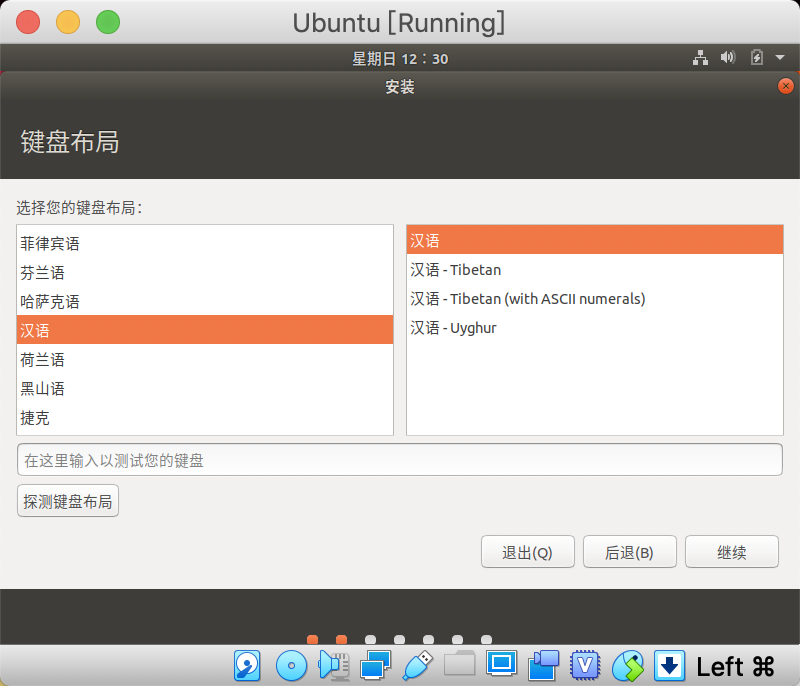 Ubuntu [Running]
星期日 12：30
安装
键盘布局
选择您的键盘布局：
菲律宾语
芬兰语
哈萨克语
汉语
荷兰语
黑山语
捷克
汉语
汉语 - Tibetan
汉语 - Tibetan (with ASCII numerals)
汉语 - Uyghur
在这里输入以测试您的键盘
探测键盘布局
退出(Q)
后退(B)
继续
V
Left ⌘